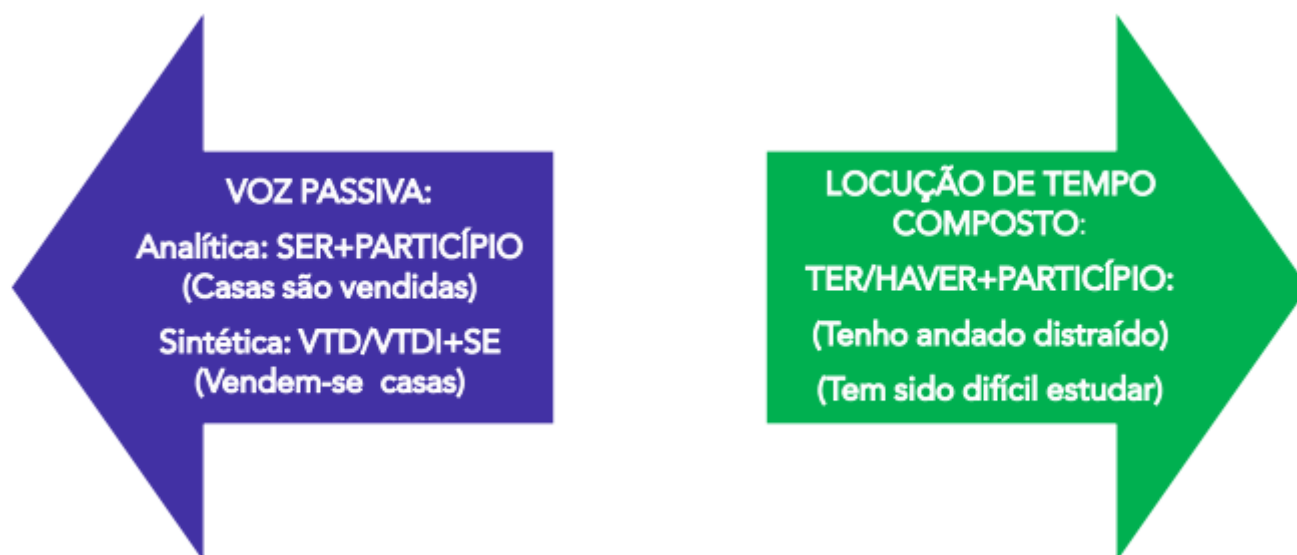 VOZ PASSIVA:
Analítica: SER+PARTICÍPIO
(Casas são vendidas)
Sintética: VTD/VTDI+SE
(Vendem-se  casas)
LOCUÇÃO DE TEMPO
COMPOSTO:
TER/HAVER+PARTICÍPIO:
(Tenho andado distraído)
(Tem sido difícil estudar)